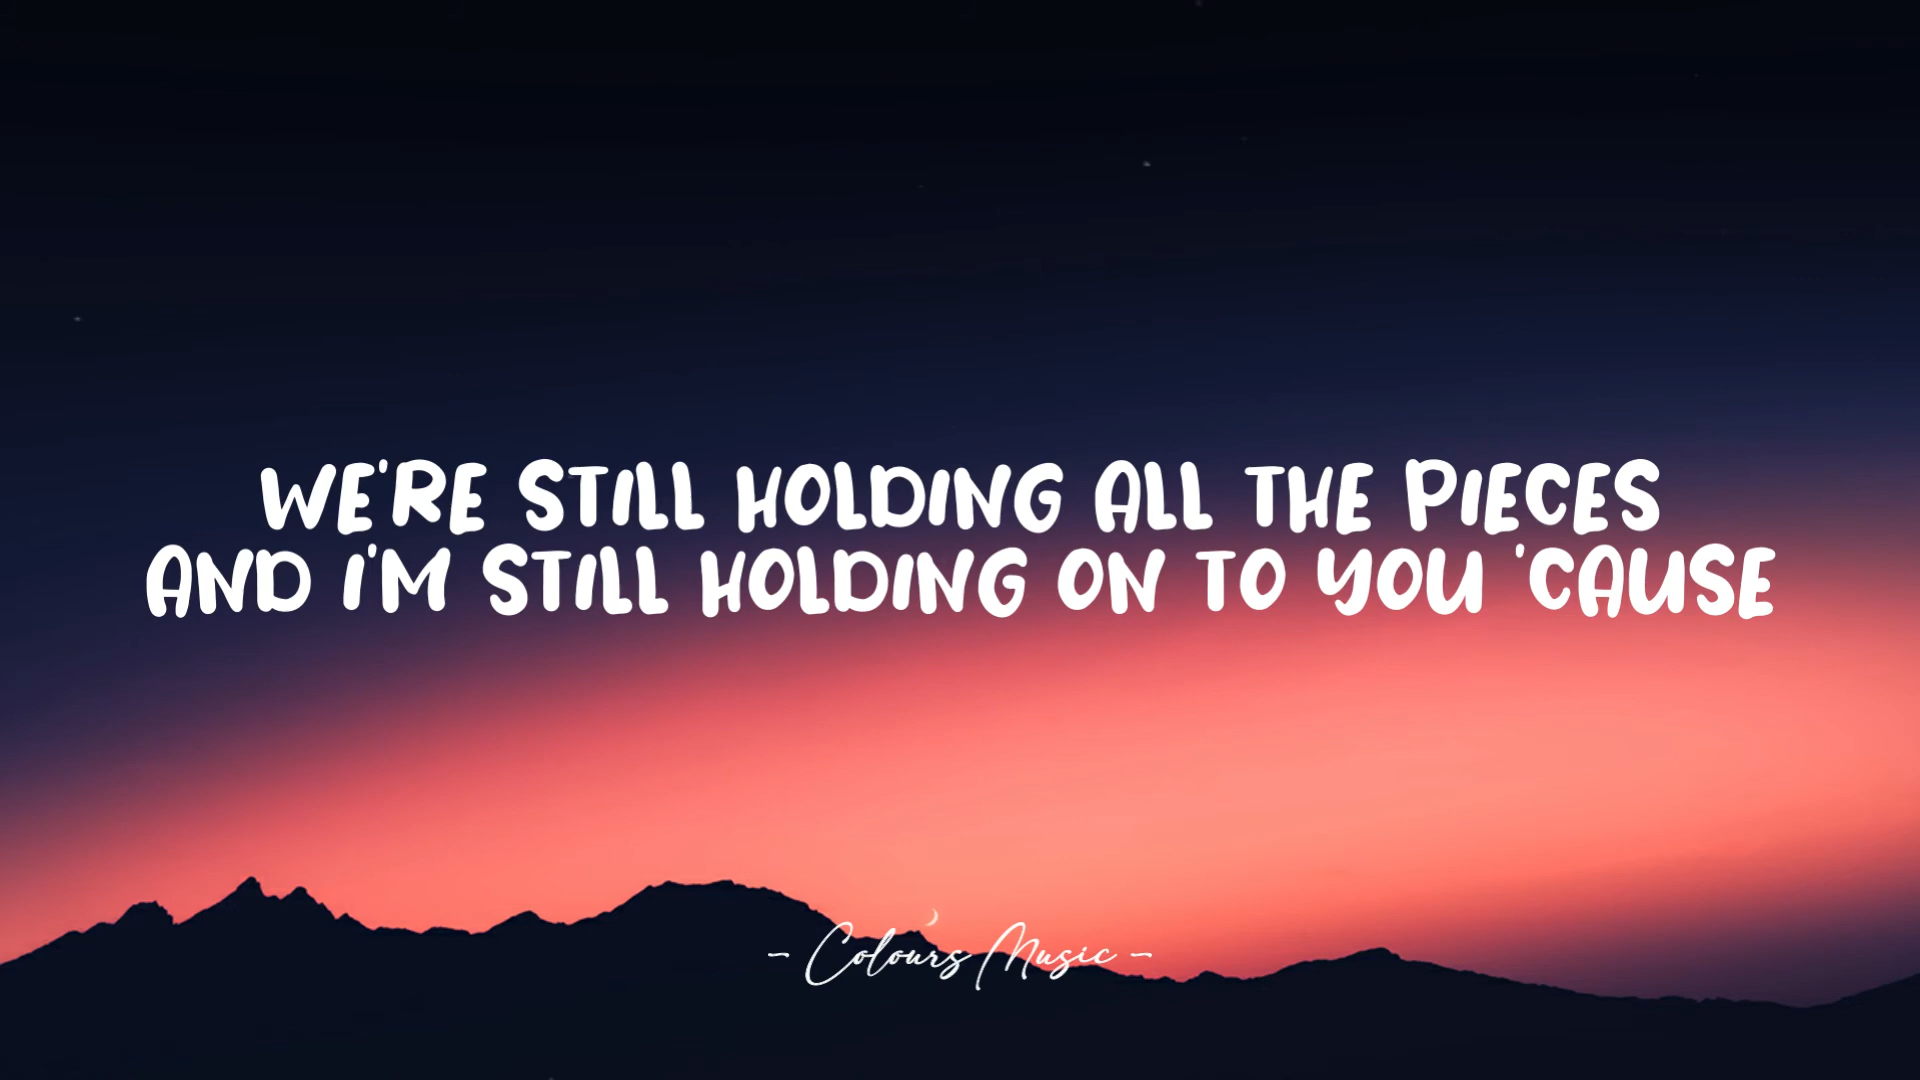 WE'RE STILL HOLDING ALL THE PIECES
AND I'M STILL HOLDING ON TO YOU 'CAUSE
- Colours Music -